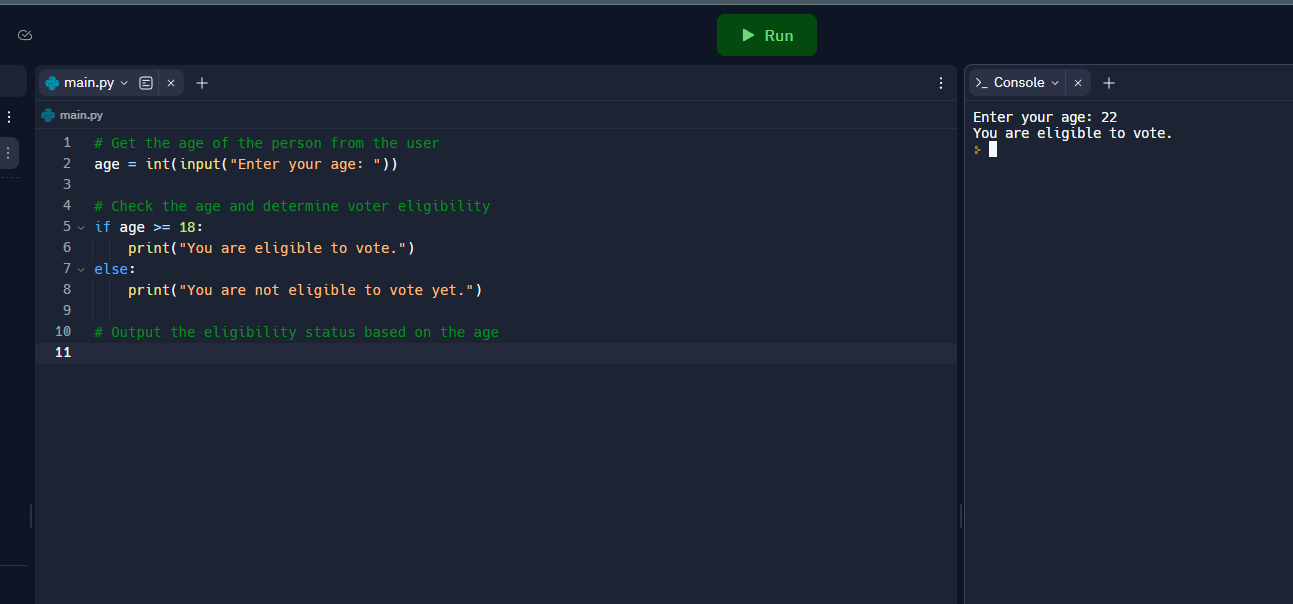 Run
main.py
main.py
1 # Get the age of the person from the user
2 age = int(input("Enter your age: "))
3
4 # Check the age and determine voter eligibility
5 if age >= 18:
6     print("You are eligible to vote.")
7 else:
8     print("You are not eligible to vote yet.")
9
10 # Output the eligibility status based on the age
11
>_ Console
Enter your age: 22
You are eligible to vote.